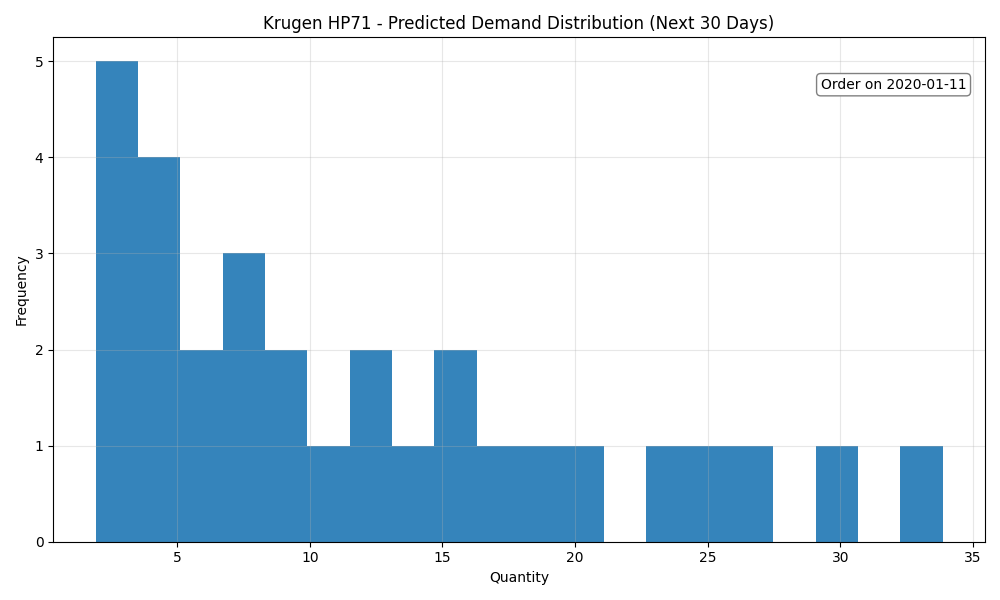 Krugen HP71 - Predicted Demand Distribution (Next 30 Days)
Order on 2020-01-11
Frequency
5
4
3
2
1
0
5 10 15 20 25 30 35
Quantity